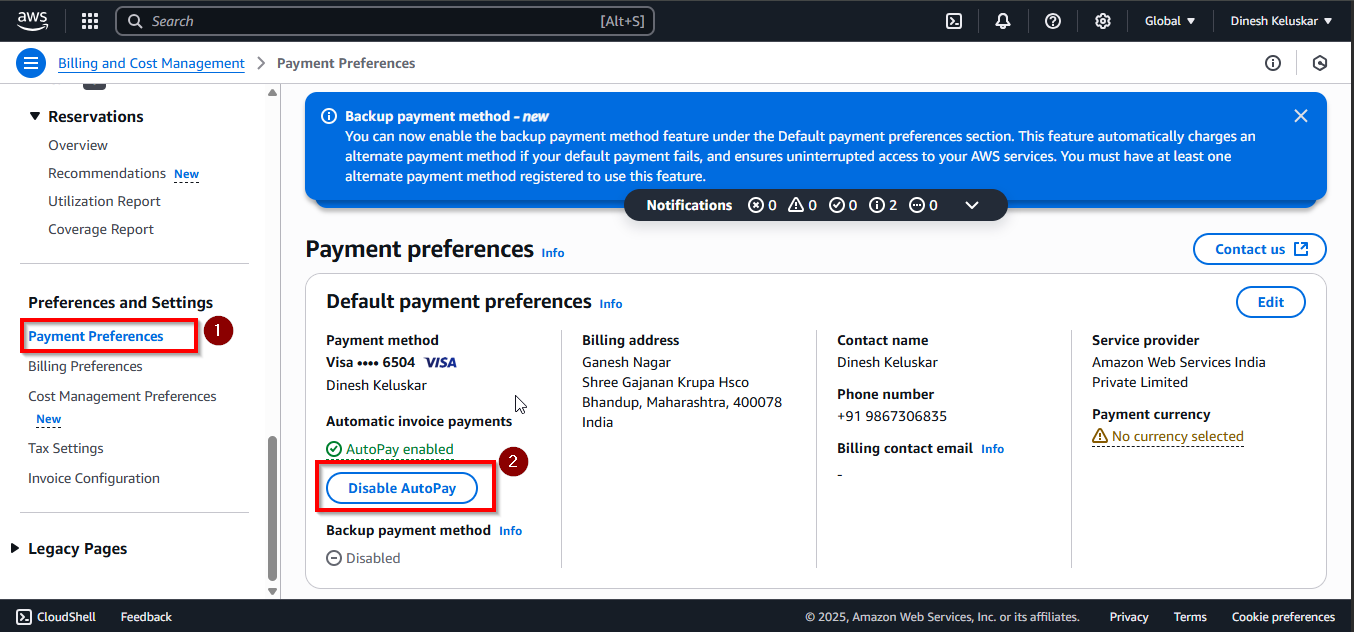 aws
Search [Alt+S]
Global ▼
Dinesh Keluskar ▼
Billing and Cost Management > Payment Preferences
Reservations
Overview
Recommendations New
Utilization Report
Coverage Report
Preferences and Settings
Payment Preferences
1
Billing Preferences
Cost Management Preferences
New
Tax Settings
Invoice Configuration
Legacy Pages
Backup payment method - new
You can now enable the backup payment method feature under the Default payment preferences section. This feature automatically charges an
alternate payment method if your default payment fails, and ensures uninterrupted access to your AWS services. You must have at least one
alternate payment method registered to use this feature.
Notifications 0 0 0 2 0
Payment preferences Info
Contact us
Default payment preferences Info
Edit
Payment method
Visa •••• 6504 VISA
Dinesh Keluskar
Automatic invoice payments
AutoPay enabled
2
Disable AutoPay
Backup payment method Info
Disabled
Billing address
Ganesh Nagar
Shree Gajanan Krupa Hsco
Bhandup, Maharashtra, 400078
India
Contact name
Dinesh Keluskar
Phone number
+91 9867306835
Billing contact email Info
-
Service provider
Amazon Web Services India
Private Limited
Payment currency
No currency selected
CloudShell
Feedback
© 2025, Amazon Web Services, Inc. or its affiliates.
Privacy
Terms
Cookie preferences